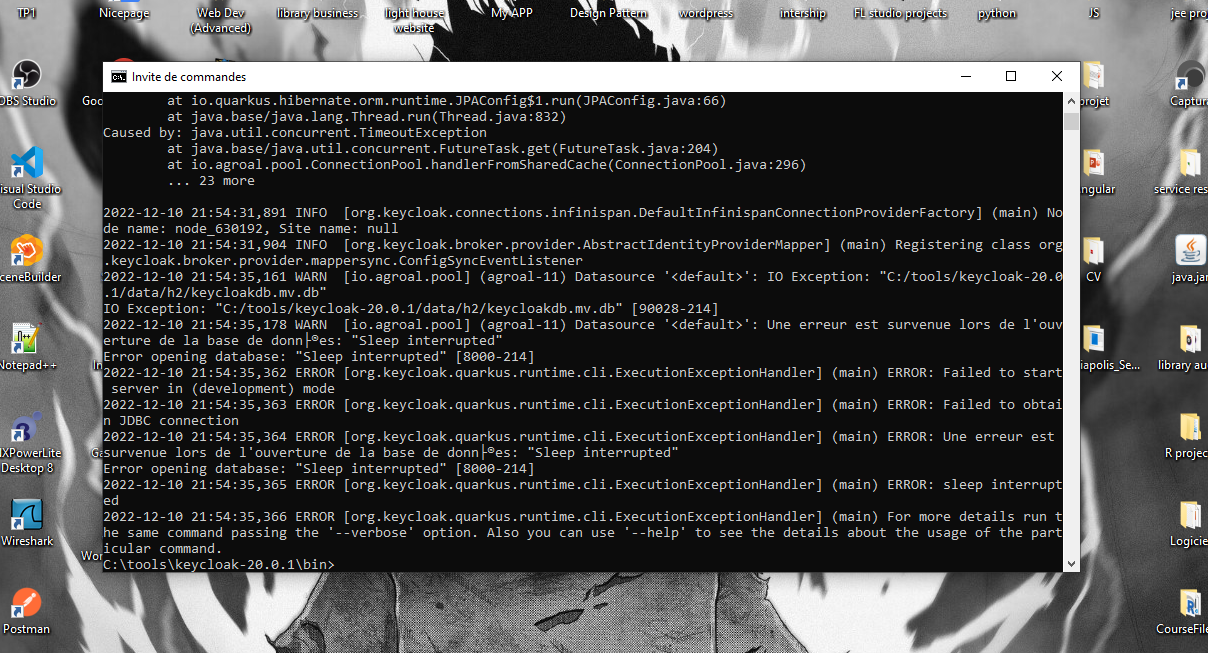 TP1
Nicepage
Web Dev
(Advanced)
library business
light house
website
My APP
Design Pattern
wordpress
intership
FL studio projects
python
JS
jee pro
Invite de commandes
at io.quarkus.hibernate.orm.runtime.JPAConfig$1.run(JPAConfig.java:66)
at java.base/java.lang.Thread.run(Thread.java:832)
Caused by: java.util.concurrent.TimeoutException
at java.base/java.util.concurrent.FutureTask.get(FutureTask.java:204)
at io.agroal.pool.ConnectionPool.handlerFromSharedCache(ConnectionPool.java:296)
... 23 more
2022-12-10 21:54:31,891 INFO  [org.keycloak.connections.infinispan.DefaultInfinispanConnectionProviderFactory] (main) No
de name: node_630192, Site name: null
2022-12-10 21:54:31,904 INFO  [org.keycloak.broker.provider.AbstractIdentityProviderMapper] (main) Registering class org
.keycloak.broker.provider.mappersync.ConfigSyncEventListener
2022-12-10 21:54:35,161 WARN  [io.agroal.pool] (agroal-11) Datasource '<default>': IO Exception: "C:/tools/keycloak-20.0
.1/data/h2/keycloakdb.mv.db"
IO Exception: "C:/tools/keycloak-20.0.1/data/h2/keycloakdb.mv.db" [90028-214]
2022-12-10 21:54:35,178 WARN  [io.agroal.pool] (agroal-11) Datasource '<default>': Une erreur est survenue lors de l'ouv
erture de la base de donn├®es: "Sleep interrupted"
Error opening database: "Sleep interrupted" [8000-214]
2022-12-10 21:54:35,362 ERROR [org.keycloak.quarkus.runtime.cli.ExecutionExceptionHandler] (main) ERROR: Failed to start
server in (development) mode
2022-12-10 21:54:35,363 ERROR [org.keycloak.quarkus.runtime.cli.ExecutionExceptionHandler] (main) ERROR: Failed to obtai
n JDBC connection
2022-12-10 21:54:35,364 ERROR [org.keycloak.quarkus.runtime.cli.ExecutionExceptionHandler] (main) ERROR: Une erreur est
survenue lors de l'ouverture de la base de donn├®es: "Sleep interrupted"
Error opening database: "Sleep interrupted" [8000-214]
2022-12-10 21:54:35,365 ERROR [org.keycloak.quarkus.runtime.cli.ExecutionExceptionHandler] (main) ERROR: sleep interrupt
ed
2022-12-10 21:54:35,366 ERROR [org.keycloak.quarkus.runtime.cli.ExecutionExceptionHandler] (main) For more details run t
he same command passing the '--verbose' option. Also you can use '--help' to see the details about the usage of the part
icular command.
C:\tools\keycloak-20.0.1\bin>
OBS Studio
Goo
isual Studio
Code
ceneBuilder
Notepad++
In
NXPowerLite
Desktop 8
Ga
Wireshark
Wor
Postman
projet
Captura
ngular
service res
CV
java.jar
iapolis_Se...
library au
R projec
Logicie
CourseFile